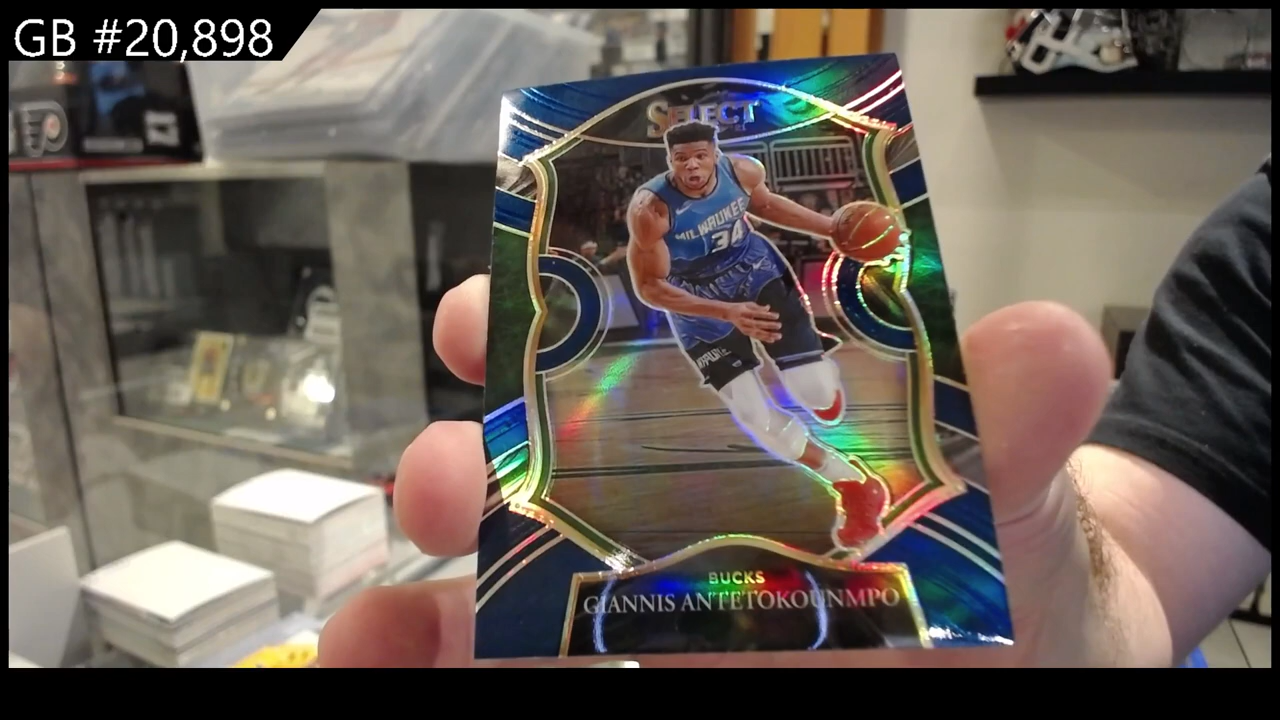 GB #20,898
SELECT
MILWAUKEE
34
BUCKS
GIANNIS ANTETOKOUNMPO